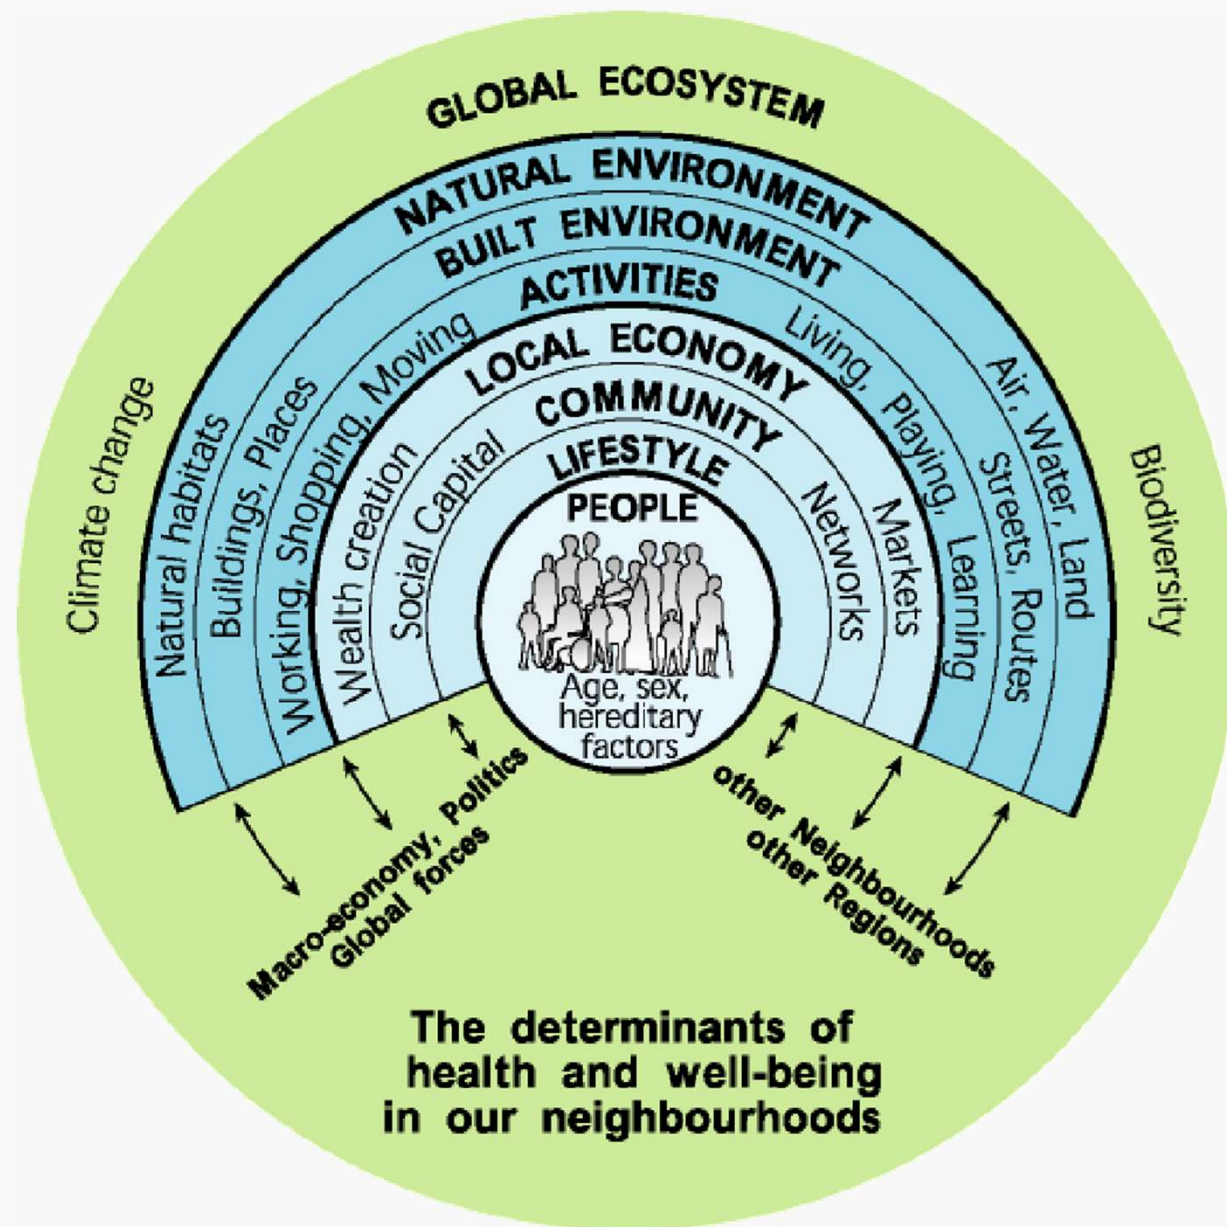 GLOBAL ECOSYSTEM
NATURAL ENVIRONMENT
BUILT ENVIRONMENT
ACTIVITIES
LOCAL ECONOMY
COMMUNITY
LIFESTYLE
PEOPLE
Age, sex,
hereditary
factors
Climate change
Natural habitats
Buildings, Places
Working, Shopping, Moving
Wealth creation
Social Capital
Networks
Markets
Living, Playing, Learning
Streets, Routes
Air, Water, Land
Biodiversity
Macro-economy, Politics
Global forces
other Neighbourhoods
other Regions
The determinants of
health and well-being
in our neighbourhoods